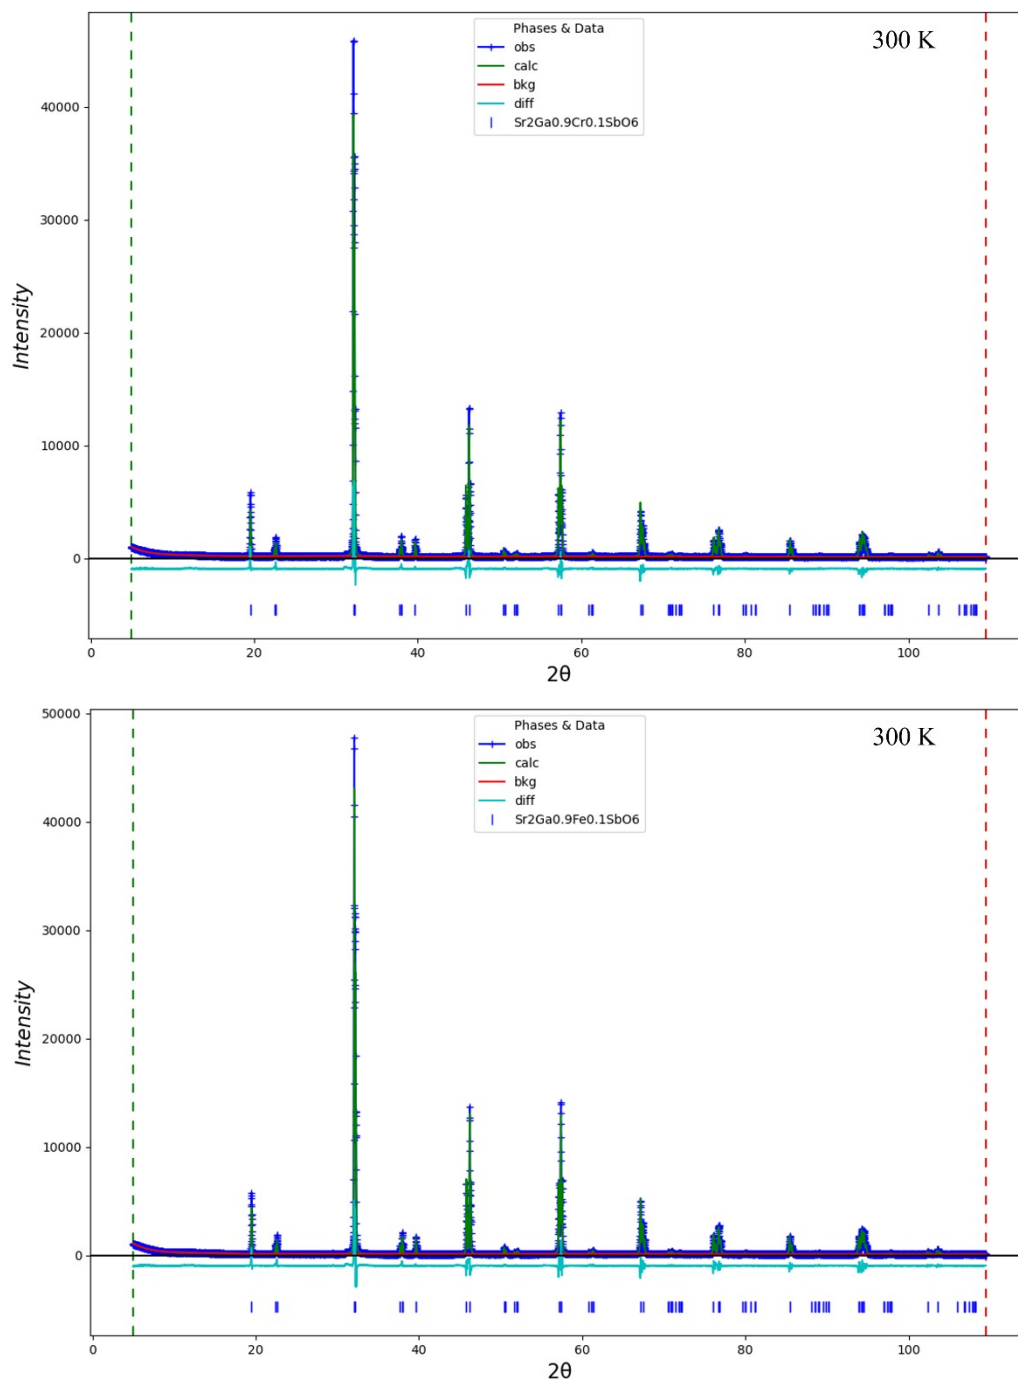 Phases & Data
obs
calc
bkg
diff
Sr2Ga0.9Cr0.1SbO6
300 K
40000
30000
20000
10000
0
Intensity
0 20 40 60 80 100
2θ
Phases & Data
obs
calc
bkg
diff
Sr2Ga0.9Fe0.1SbO6
300 K
50000
40000
30000
20000
10000
0
Intensity
0 20 40 60 80 100
2θ